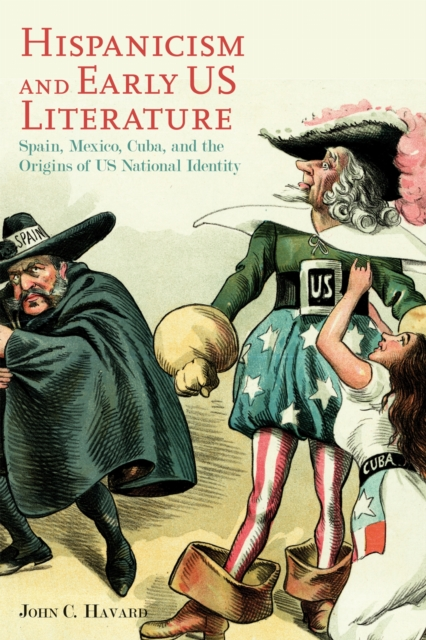 Hispanicism
and Early US
Literature
Spain, Mexico, Cuba, and the
Origins of US National Identity
SPAIN
US
CUBA
John C. Havard